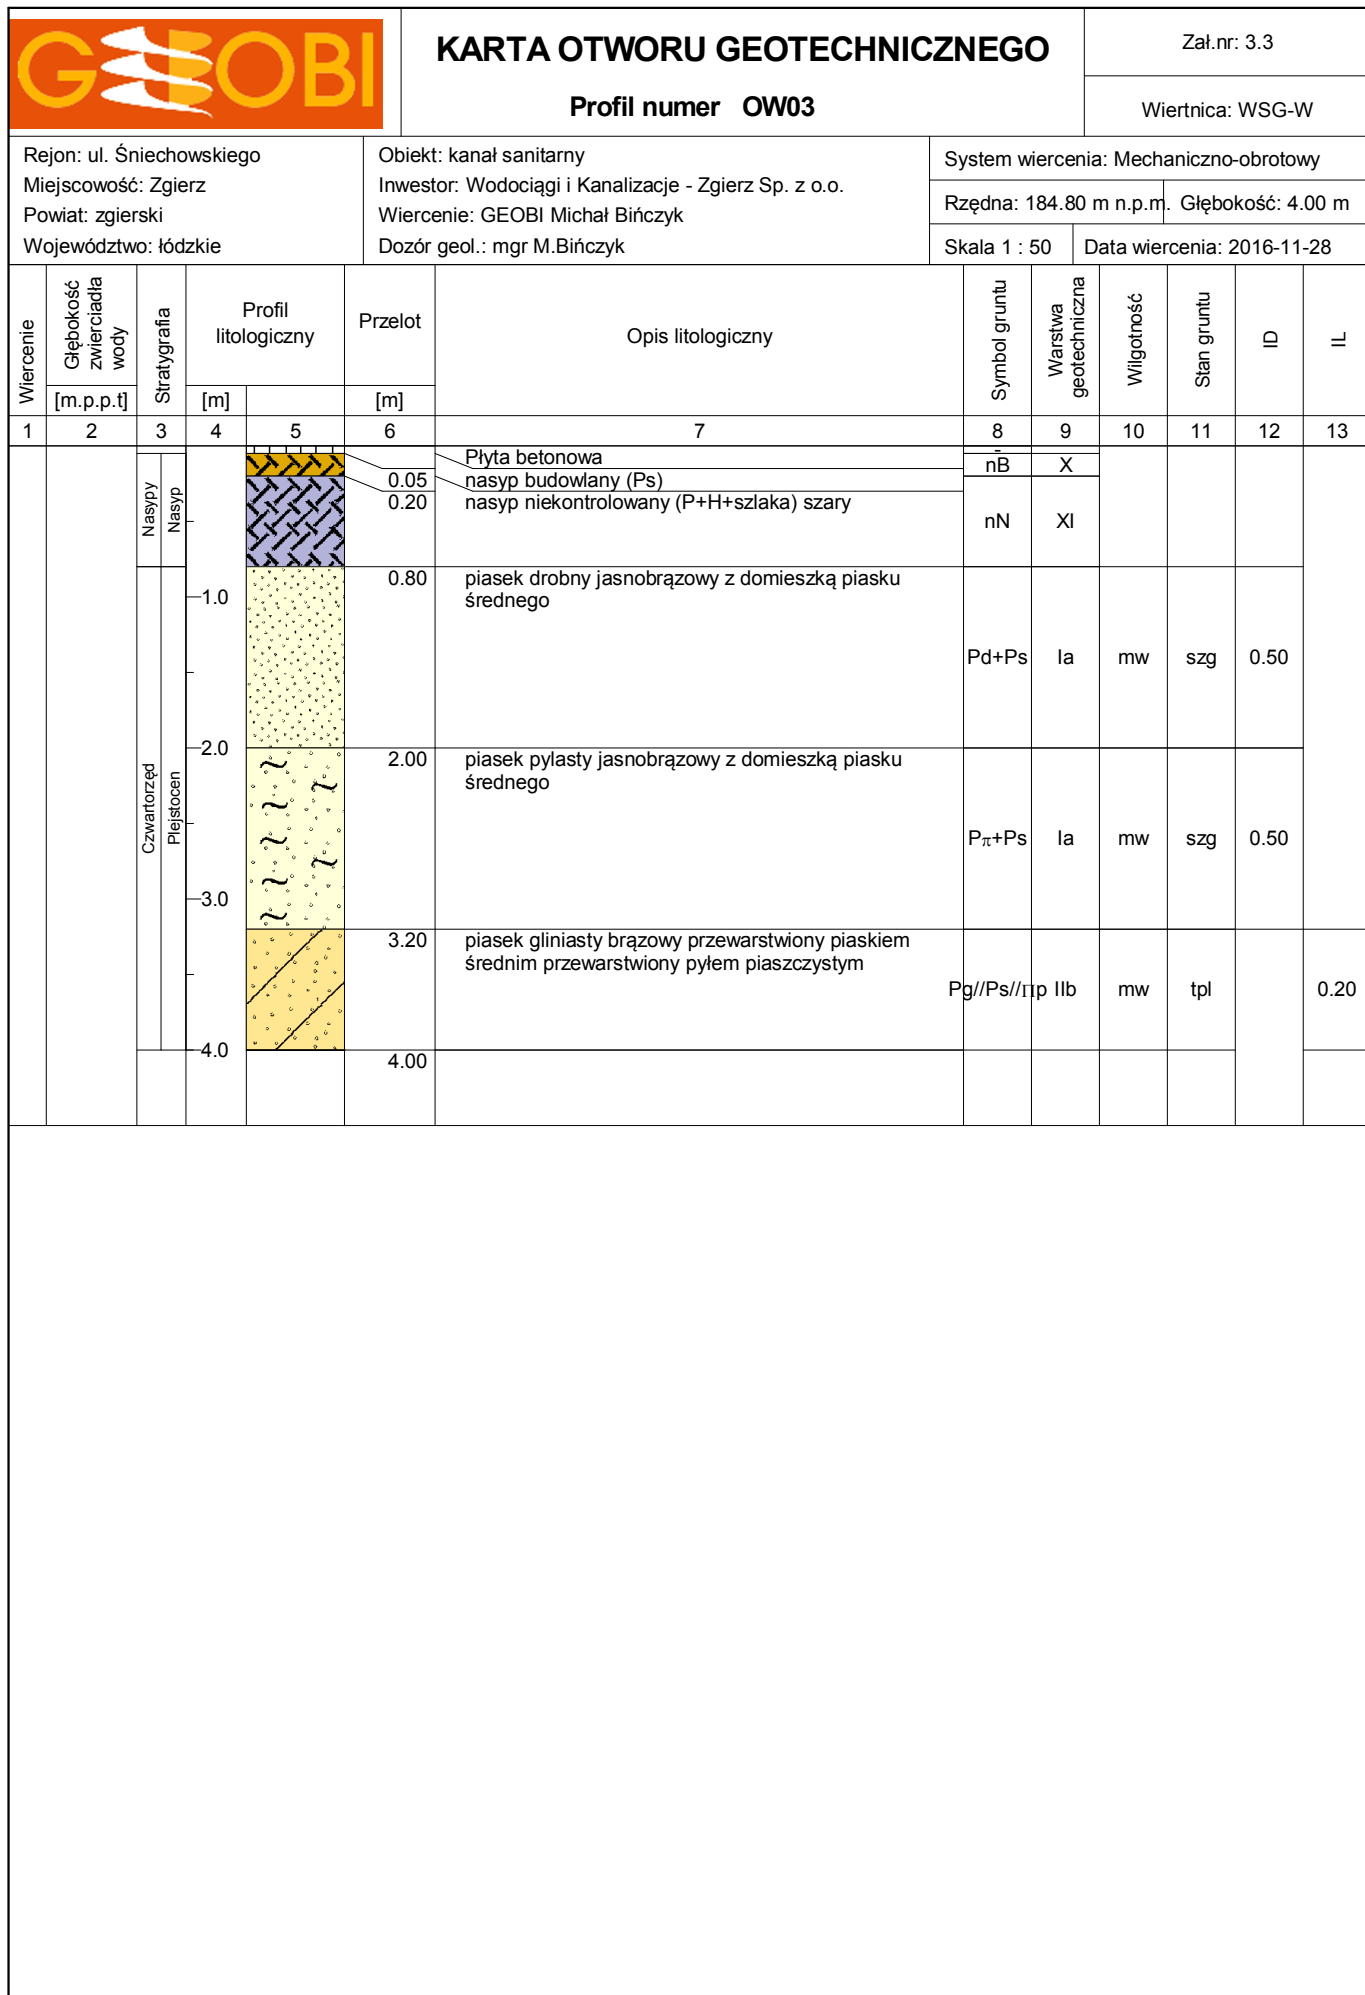 GEOBI
KARTA OTWORU GEOTECHNICZNEGO
Profil numer OW03
Zał.nr: 3.3
Wiertnica: WSG-W
Rejon: ul. Śniechowskiego
Miejscowość: Zgierz
Powiat: zgierski
Województwo: łódzkie
Obiekt: kanał sanitarny
Inwestor: Wodociągi i Kanalizacje - Zgierz Sp. z o.o.
Wiercenie: GEOBI Michał Bińczyk
Dozór geol.: mgr M.Bińczyk
System wiercenia: Mechaniczno-obrotowy
Rzędna: 184.80 m n.p.m. Głębokość: 4.00 m
Skala 1 : 50 Data wiercenia: 2016-11-28
Wiercenie
Głębokość
zwierciadła
wody
[m.p.p.t]
Stratygrafia
Profil
litologiczny
[m]
Przelot
[m]
Opis litologiczny
Symbol gruntu
Warstwa
geotechniczna
Wilgotność
Stan gruntu
ID
IL
1 2 3 4 5 6 7 8 9 10 11 12 13
Nasypy
Nasyp
Czwartorzęd
Plejstocen
1.0
2.0
3.0
4.0
Płyta betonowa -
0.05 nasyp budowlany (Ps) nB X
0.20 nasyp niekontrolowany (P+H+szlaka) szary
nN XI
0.80 piasek drobny jasnobrązowy z domieszką piasku
średnego
Pd+Ps Ia mw szg 0.50
2.00 piasek pylasty jasnobrązowy z domieszką piasku
średnego
Pπ+Ps Ia mw szg 0.50
3.20 piasek gliniasty brązowy przewarstwiony piaskiem
średnim przewarstwiony pyłem piaszczystym
Pg//Ps//Πp IIb mw tpl 0.20
4.00